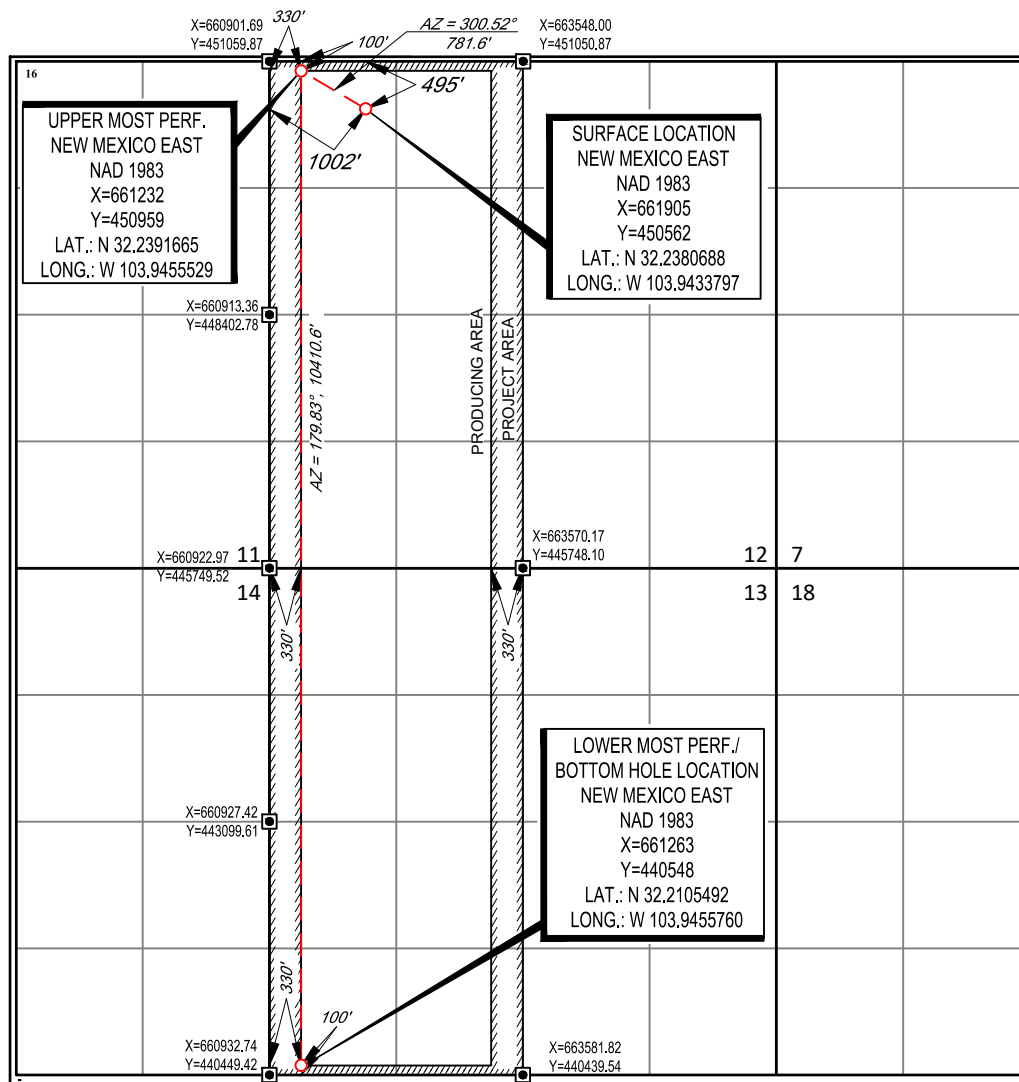 X=660901.69
Y=451059.87
330'
100'
AZ = 300.52°
781.6'
X=663548.00
Y=451050.87
16
495'
1002'
UPPER MOST PERF.
NEW MEXICO EAST
NAD 1983
X=661232
Y=450959
LAT.: N 32.2391665
LONG.: W 103.9455529
SURFACE LOCATION
NEW MEXICO EAST
NAD 1983
X=661905
Y=450562
LAT.: N 32.2380688
LONG.: W 103.9433797
X=660913.36
Y=448402.78
AZ = 179.83°, 10410.6'
PRODUCING AREA
PROJECT AREA
X=660922.97
Y=445749.52
11
14
X=663570.17
Y=445748.10
12
7
13
18
330'
330'
LOWER MOST PERF./
BOTTOM HOLE LOCATION
NEW MEXICO EAST
NAD 1983
X=661263
Y=440548
LAT.: N 32.2105492
LONG.: W 103.9455760
X=660927.42
Y=443099.61
330'
100'
X=660932.74
Y=440449.42
X=663581.82
Y=440439.54